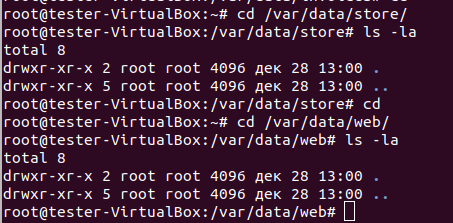 root@tester-VirtualBox:~# cd /var/data/store/
root@tester-VirtualBox:/var/data/store# ls -la
total 8
drwxr-xr-x 2 root root 4096 дек 28 13:00 .
drwxr-xr-x 5 root root 4096 дек 28 13:00 ..
root@tester-VirtualBox:/var/data/store# cd
root@tester-VirtualBox:~# cd /var/data/web/
root@tester-VirtualBox:/var/data/web# ls -la
total 8
drwxr-xr-x 2 root root 4096 дек 28 13:00 .
drwxr-xr-x 5 root root 4096 дек 28 13:00 ..
root@tester-VirtualBox:/var/data/web#